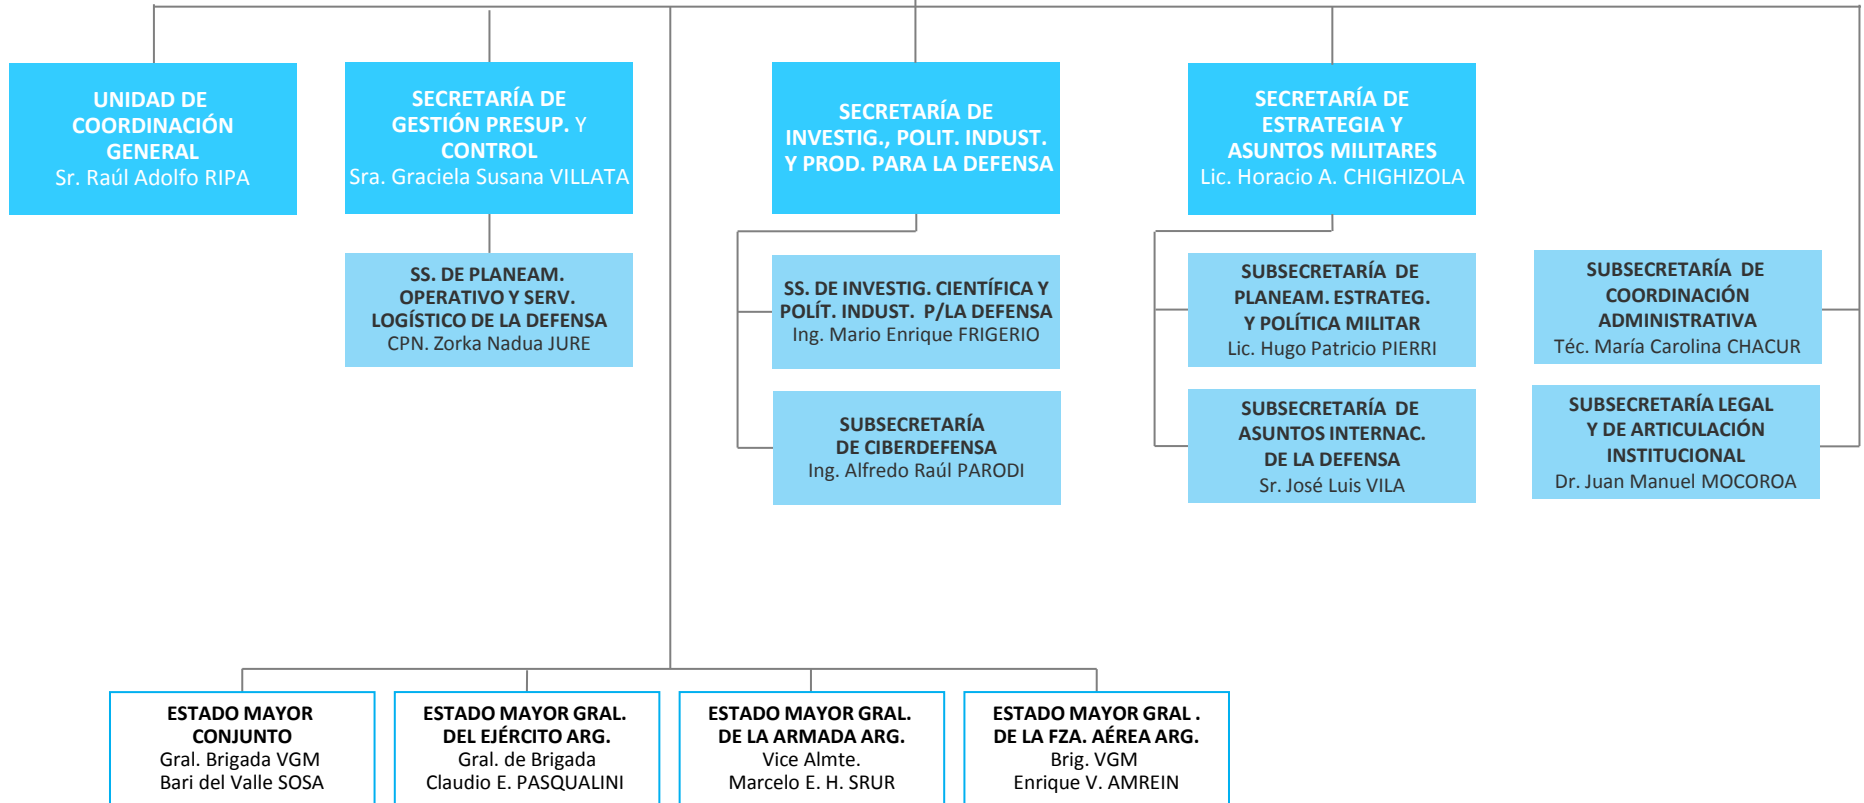 UNIDAD DE
COORDINACIÓN
GENERAL
Sr. Raúl Adolfo RIPA
SECRETARÍA DE
GESTIÓN PRESUP. Y
CONTROL
Sra. Graciela Susana VILLATA
SECRETARÍA DE
INVESTIG., POLIT. INDUST.
Y PROD. PARA LA DEFENSA
SECRETARÍA DE
ESTRATEGIA Y
ASUNTOS MILITARES
Lic. Horacio A. CHIGHIZOLA
SS. DE PLANEAM.
OPERATIVO Y SERV.
LOGÍSTICO DE LA DEFENSA
CPN. Zorka Nadua JURE
SS. DE INVESTIG. CIENTÍFICA Y
POLÍT. INDUST. P/LA DEFENSA
Ing. Mario Enrique FRIGERIO
SUBSECRETARÍA DE
PLANEAM. ESTRATEG.
Y POLÍTICA MILITAR
Lic. Hugo Patricio PIERRI
SUBSECRETARÍA DE
COORDINACIÓN
ADMINISTRATIVA
Téc. María Carolina CHACUR
SUBSECRETARÍA
DE CIBERDEFENSA
Ing. Alfredo Raúl PARODI
SUBSECRETARÍA DE
ASUNTOS INTERNAC.
DE LA DEFENSA
Sr. José Luis VILA
SUBSECRETARÍA LEGAL
Y DE ARTICULACIÓN
INSTITUCIONAL
Dr. Juan Manuel MOCOROA
ESTADO MAYOR
CONJUNTO
Gral. Brigada VGM
Bari del Valle SOSA
ESTADO MAYOR GRAL.
DEL EJÉRCITO ARG.
Gral. de Brigada
Claudio E. PASQUALINI
ESTADO MAYOR GRAL.
DE LA ARMADA ARG.
Vice Almte.
Marcelo E. H. SRUR
ESTADO MAYOR GRAL .
DE LA FZA. AÉREA ARG.
Brig. VGM
Enrique V. AMREIN